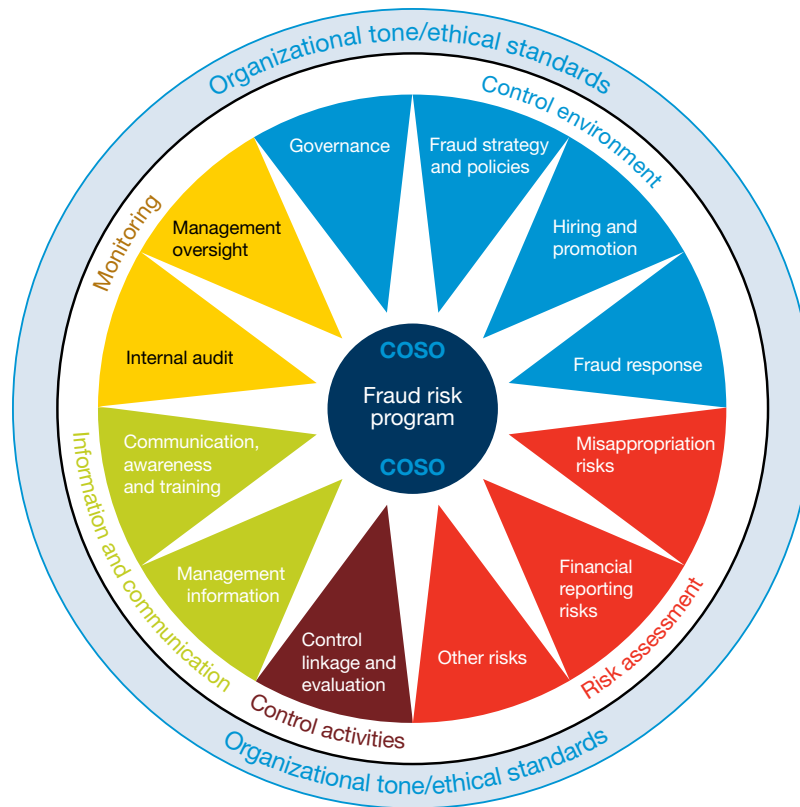 Organizational tone/ethical standards
Control environment
Governance
Fraud strategy
and policies
Hiring and
promotion
Fraud response
Misappropriation
risks
Financial
reporting
risks
Risk assessment
Other risks
Control
linkage and
evaluation
Control activities
Management
information
Communication,
awareness
and training
Information and communication
Internal audit
Management
oversight
Monitoring
COSO
Fraud risk
program
COSO
Organizational tone/ethical standards